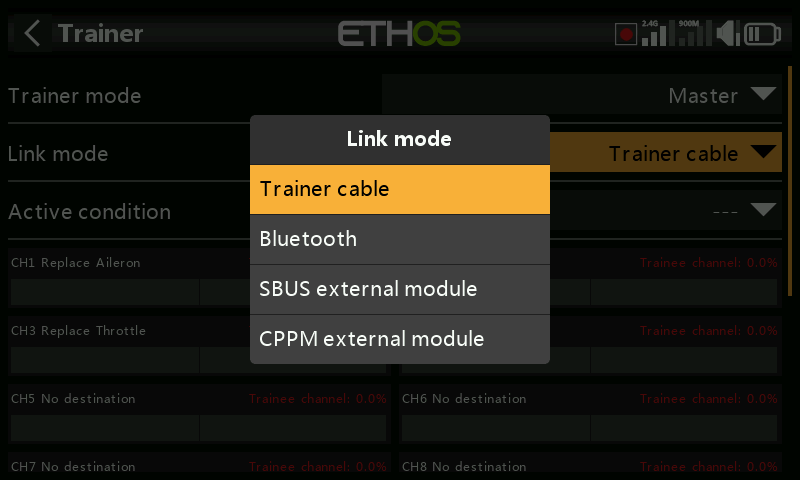 Trainer
ETHOS
2.4G
900M
Trainer mode
Master
Link mode
Trainer cable
Active condition
---
Link mode
Trainer cable
Bluetooth
SBUS external module
CPPM external module
CH1 Replace Aileron
Trainee channel: 0.0%
CH3 Replace Throttle
Trainee channel: 0.0%
CH5 No destination
Trainee channel: 0.0%
CH6 No destination
Trainee channel: 0.0%
CH7 No destination
Trainee channel: 0.0%
CH8 No destination
Trainee channel: 0.0%